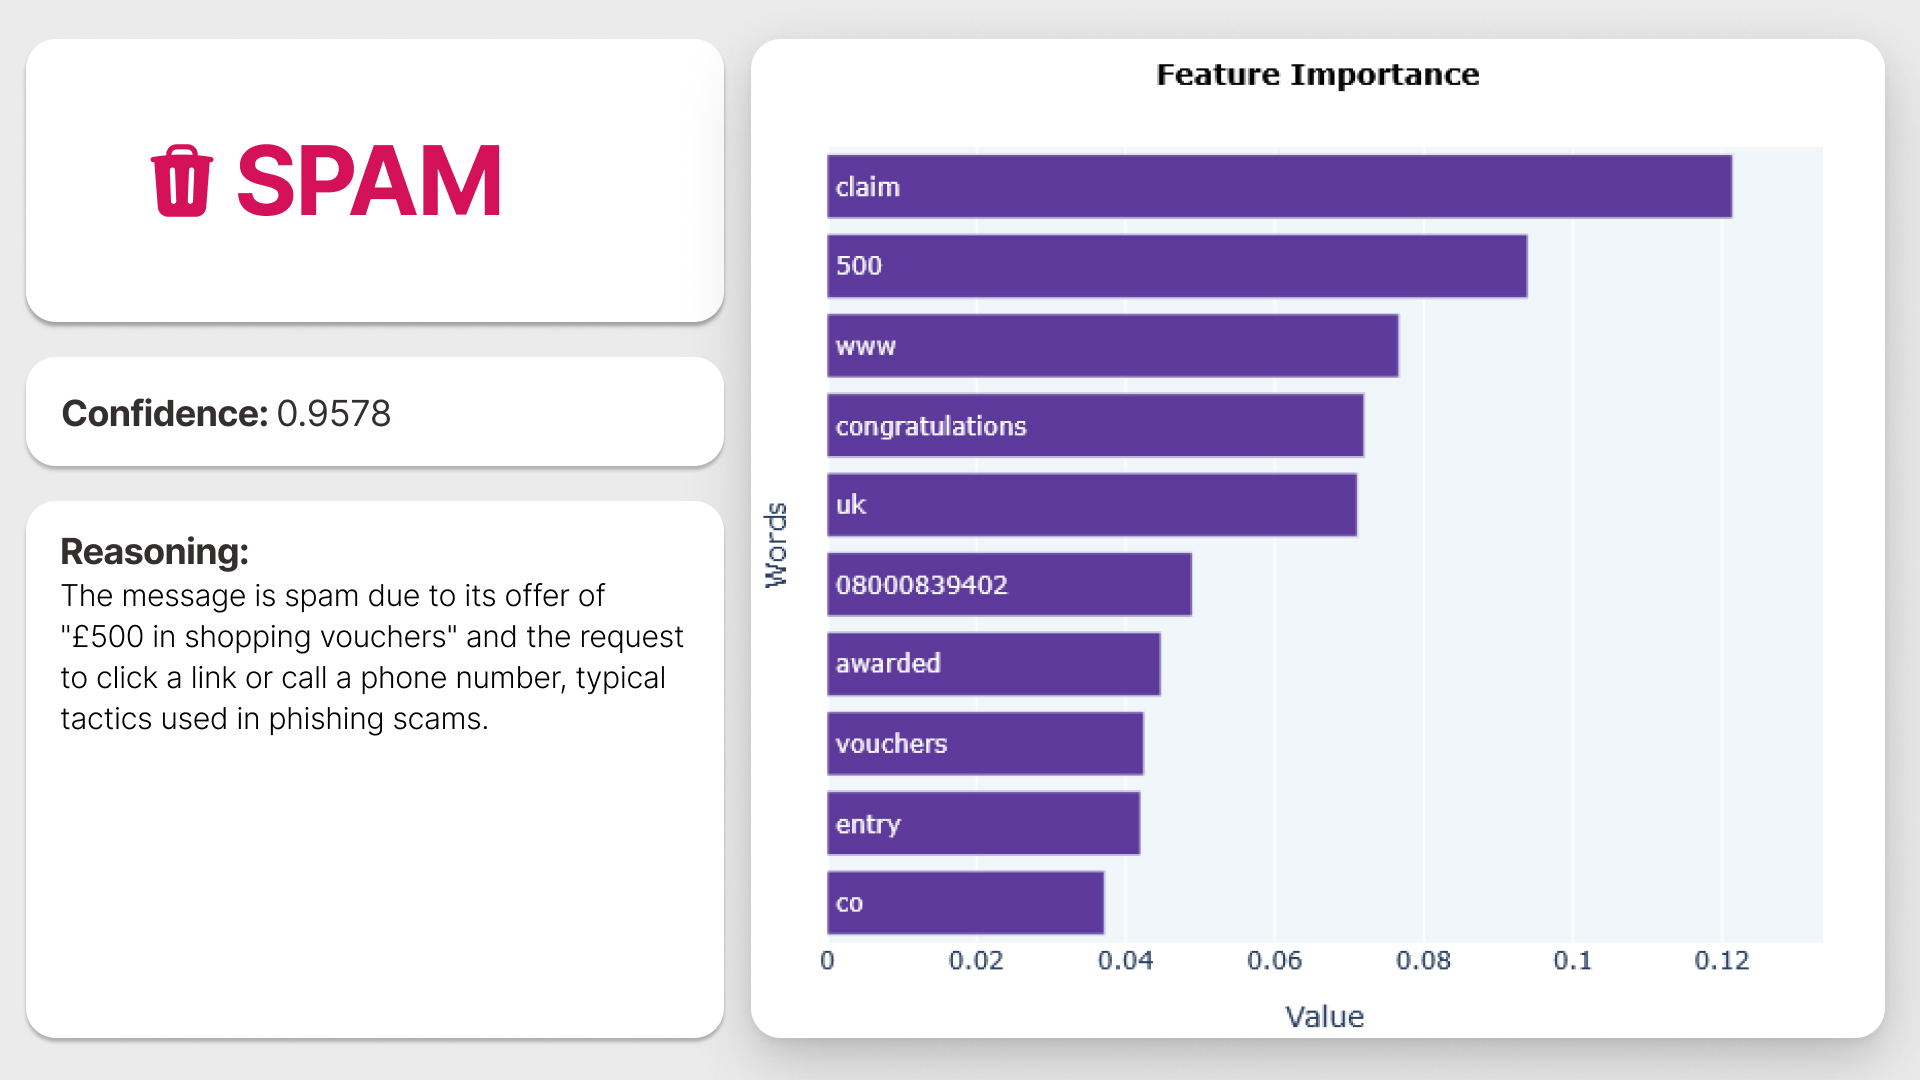 SPAM
Confidence: 0.9578
Reasoning:
The message is spam due to its offer of
"£500 in shopping vouchers" and the request
to click a link or call a phone number, typical
tactics used in phishing scams.
Feature Importance
Words
claim
500
www
congratulations
uk
08000839402
awarded
vouchers
entry
co
0 0.02 0.04 0.06 0.08 0.1 0.12
Value